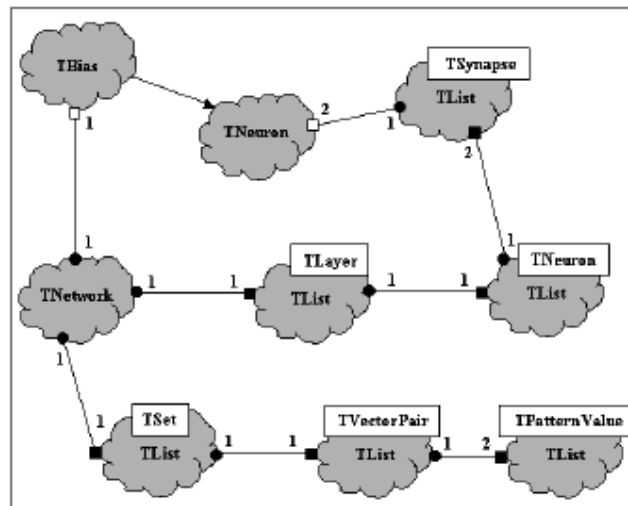 TBias
TSynapse
TList
TNeuron
1
2
1
2
1
1
TNetwork
1
1
TLayer
TList
1
1
TNeuron
TList
1
1
TSet
TList
1
1
TVectorPair
TList
1
2
TPatternValue
TList